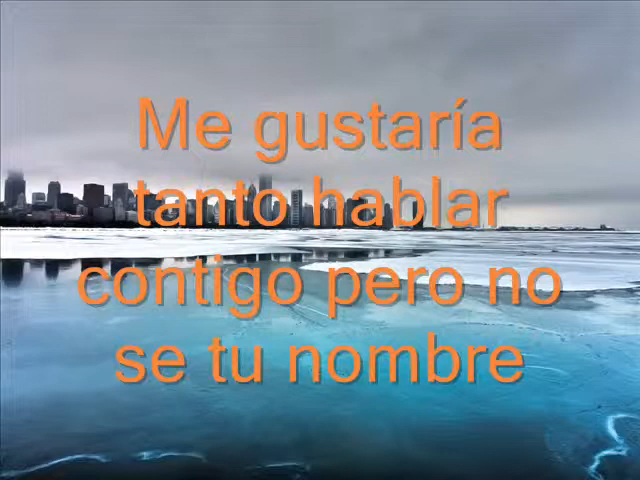 Me gustaría
tanto hablar
contigo pero no
se tu nombre